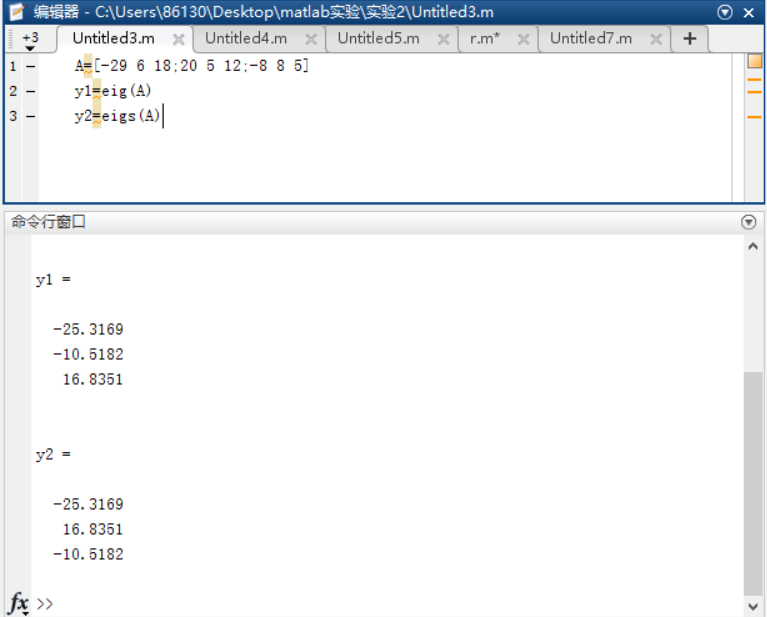 编辑器 - C:\Users\86130\Desktop\matlab实验\实验2\Untitled3.m
+3 Untitled3.m Untitled4.m Untitled5.m r.m* Untitled7.m +
1 — A=[-29 6 18;20 5 12;-8 8 5]
2 — y1=eig(A)
3 — y2=eigs(A)
命令行窗口
y1 =
-25.3169
-10.5182
16.8351
y2 =
-25.3169
16.8351
-10.5182
fx >>